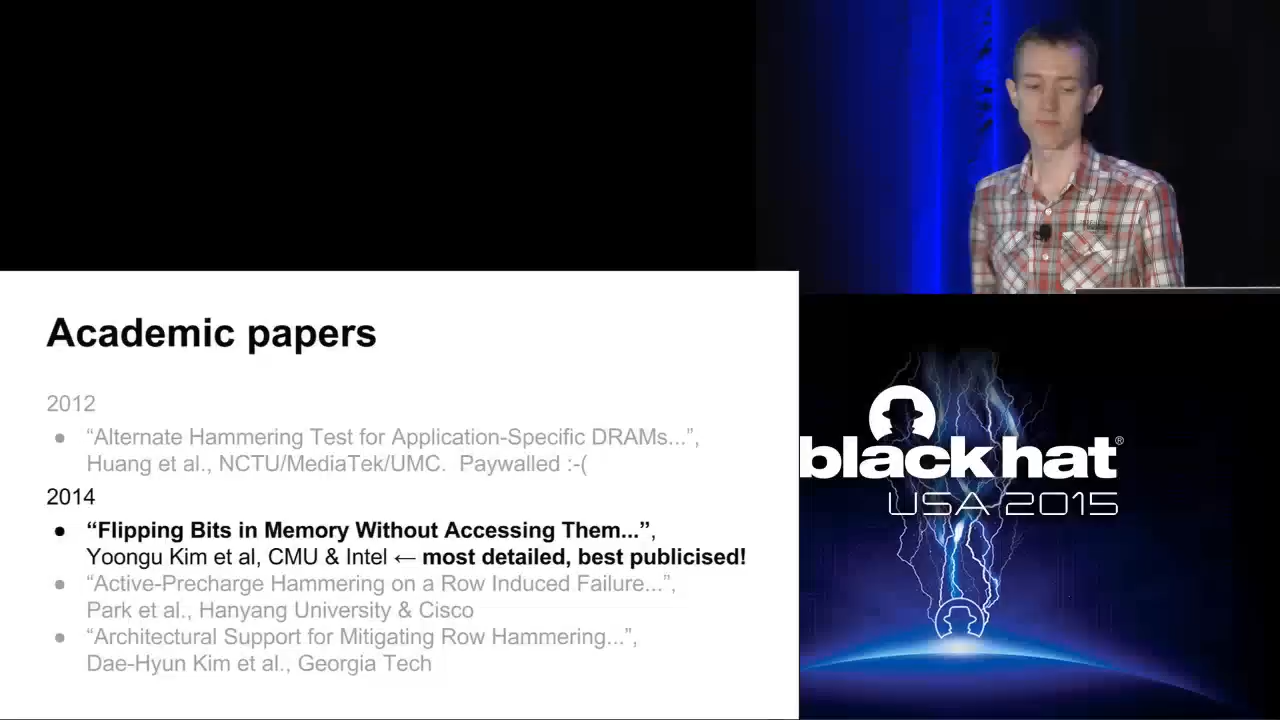 Academic papers
2012
● “Alternate Hammering Test for Application-Specific DRAMs...”,
Huang et al., NCTU/MediaTek/UMC. Paywalled :-(
2014
● “Flipping Bits in Memory Without Accessing Them...”,
Yoongu Kim et al, CMU & Intel ← most detailed, best publicised!
● “Active-Precharge Hammering on a Row Induced Failure...”,
Park et al., Hanyang University & Cisco
● “Architectural Support for Mitigating Row Hammering...”,
Dae-Hyun Kim et al., Georgia Tech
black hat®
USA 2015